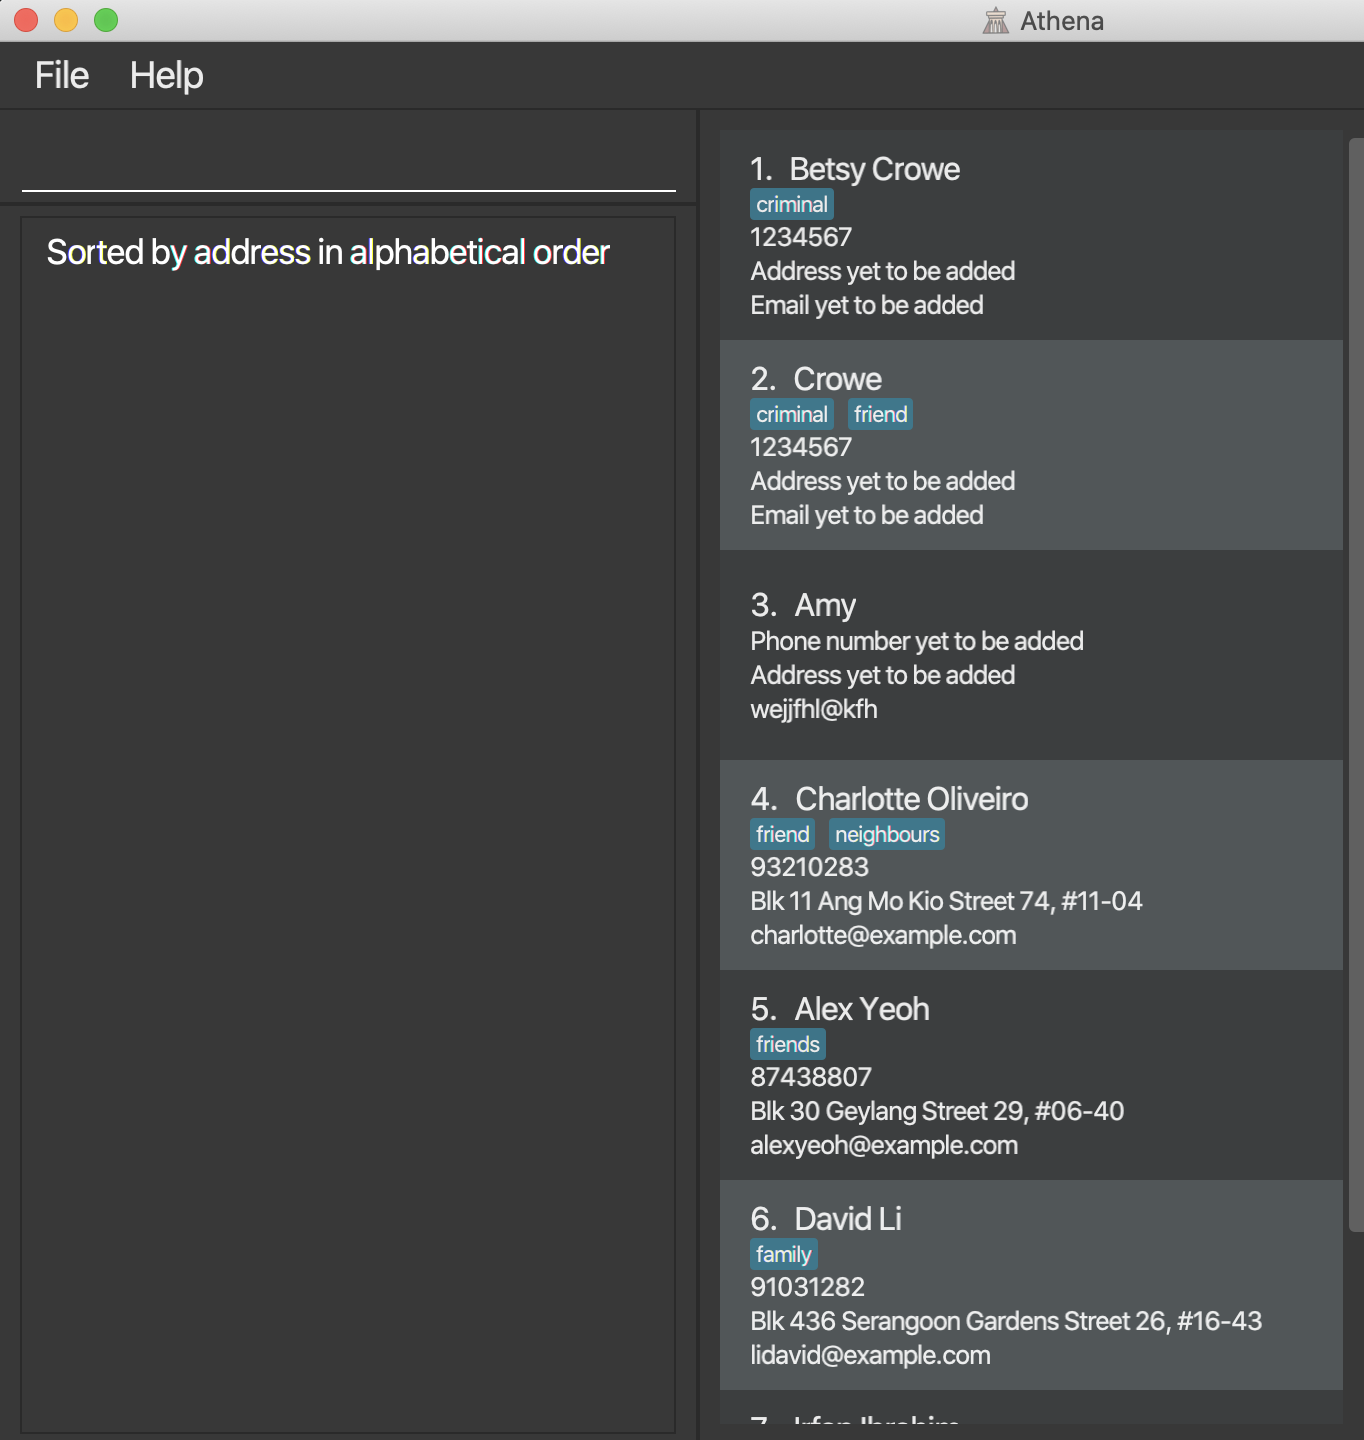 Athena
File Help
Sorted by address in alphabetical order
1. Betsy Crowe
criminal
1234567
Address yet to be added
Email yet to be added
2. Crowe
criminal friend
1234567
Address yet to be added
Email yet to be added
3. Amy
Phone number yet to be added
Address yet to be added
wejjfhl@kfh
4. Charlotte Oliveiro
friend neighbours
93210283
Blk 11 Ang Mo Kio Street 74, #11-04
charlotte@example.com
5. Alex Yeoh
friends
87438807
Blk 30 Geylang Street 29, #06-40
alexyeoh@example.com
6. David Li
family
91031282
Blk 436 Serangoon Gardens Street 26, #16-43
lidavid@example.com
7. Irfan Ibrahim